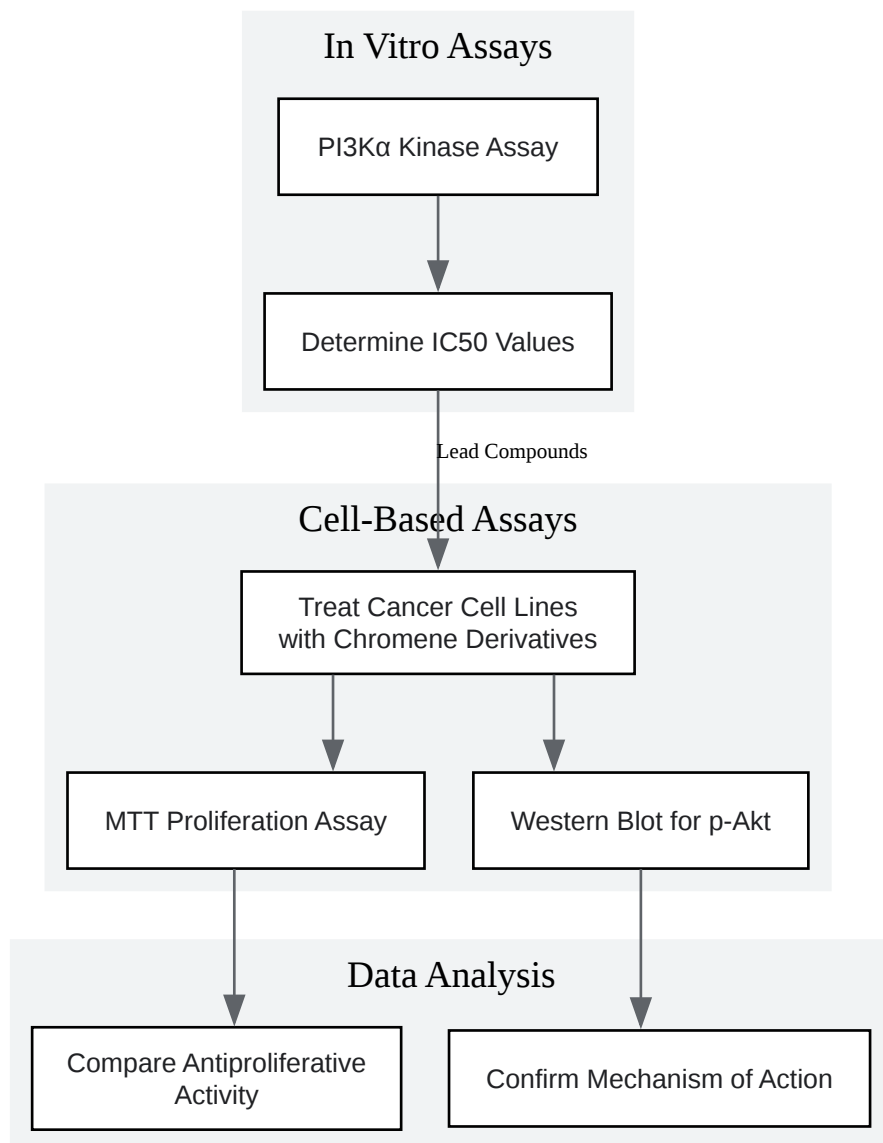 In Vitro Assays
PI3Kα Kinase Assay
Determine IC50 Values
Lead Compounds
Cell-Based Assays
Treat Cancer Cell Lines
with Chromene Derivatives
MTT Proliferation Assay
Western Blot for p-Akt
Data Analysis
Compare Antiproliferative
Activity
Confirm Mechanism of Action